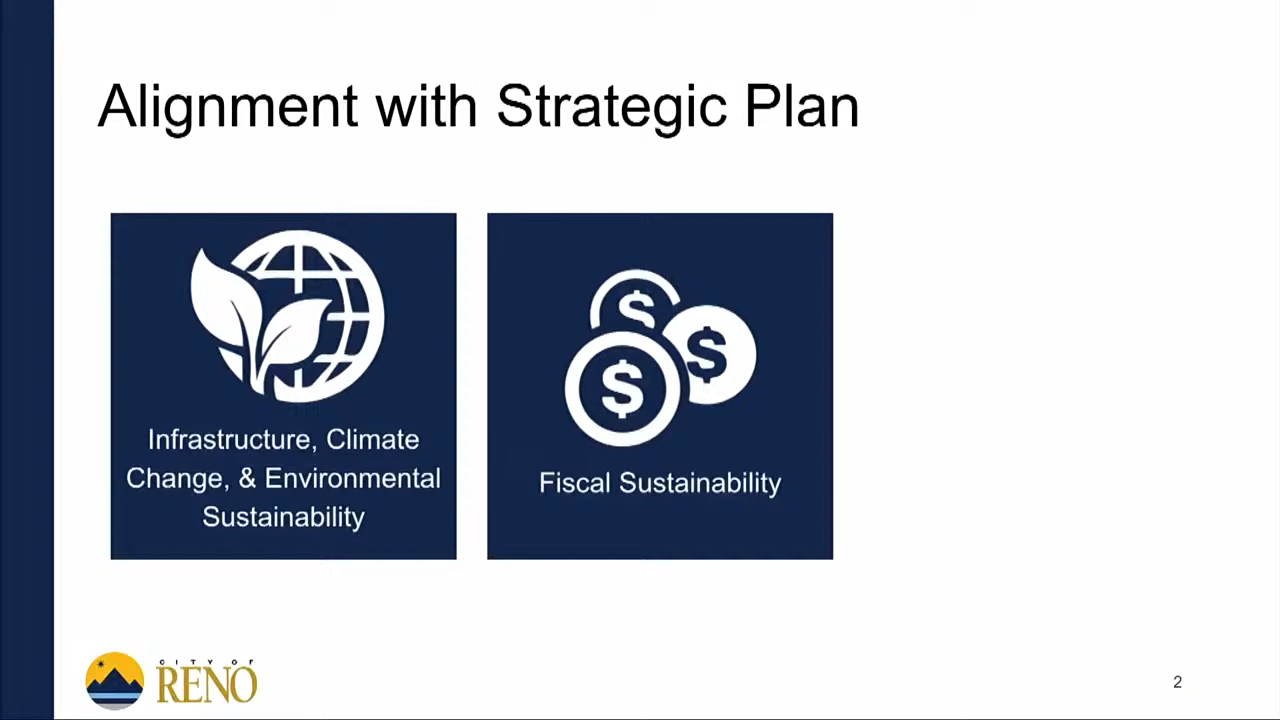 Alignment with Strategic Plan
Infrastructure, Climate
Change, & Environmental
Sustainability
$
$
$
Fiscal Sustainability
CITY OF
RENO
2